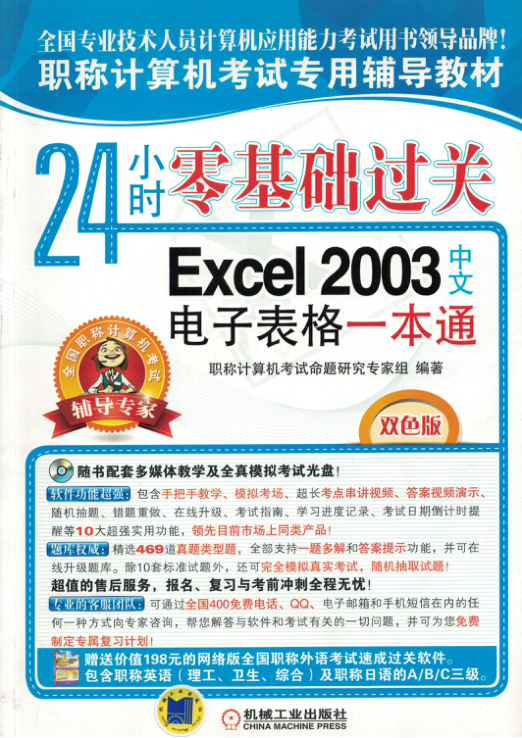 全国专业技术人员计算机应用能力考试用书领导品牌!
职称计算机考试专用辅导教材
24小时 零基础过关
Excel 2003 中文
电子表格一本通
职称计算机考试命题研究专家组 编著
全国职称计算机考试
辅导专家
双色版
随书配套多媒体教学及全真模拟考试光盘!
软件功能超强:包含手把手教学、模拟考场、超长考点串讲视频、答案视频演示、
随机抽题、错题重做、在线升级、考试指南、学习进度记录、考试日期倒计时提
醒等10大超强实用功能,领先目前市场上同类产品!
题库权威:精选469道真题类型题,全部支持一题多解和答案提示功能,并可在
线升级题库。除10套标准试题外,还可完全模拟真实考试,随机抽取试题!
超值的售后服务,报名、复习与考前冲刺全程无忧!
专业的客服团队:可通过全国400免费电话、QQ、电子邮箱和手机短信在内的任
何一种方式向专家咨询,帮您解答与软件和考试有关的一切问题,并可为您免费
制定专属复习计划!
赠送价值198元的网络版全国职称外语考试速成过关软件。
包含职称英语(理工、卫生、综合)及职称日语的A/B/C三级。
机械工业出版社
CHINA MACHINE PRESS